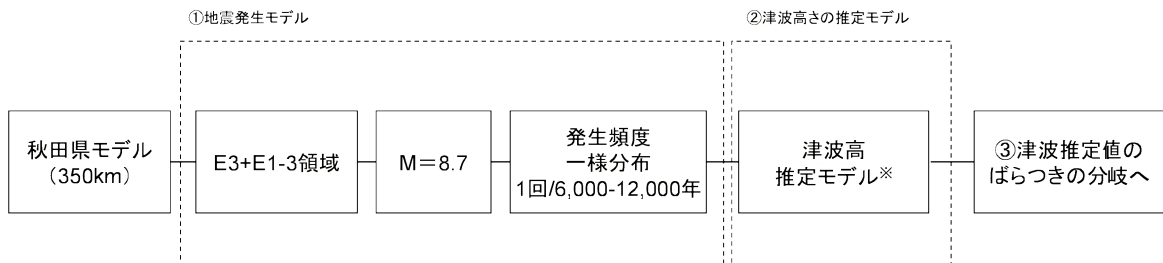 ①地震発生モデル
②津波高さの推定モデル
秋田県モデル
（350km）
E3+E1-3領域
M＝8.7
発生頻度
一様分布
1回/6,000-12,000年
津波高
推定モデル※
③津波推定値の
ばらつきの分岐へ